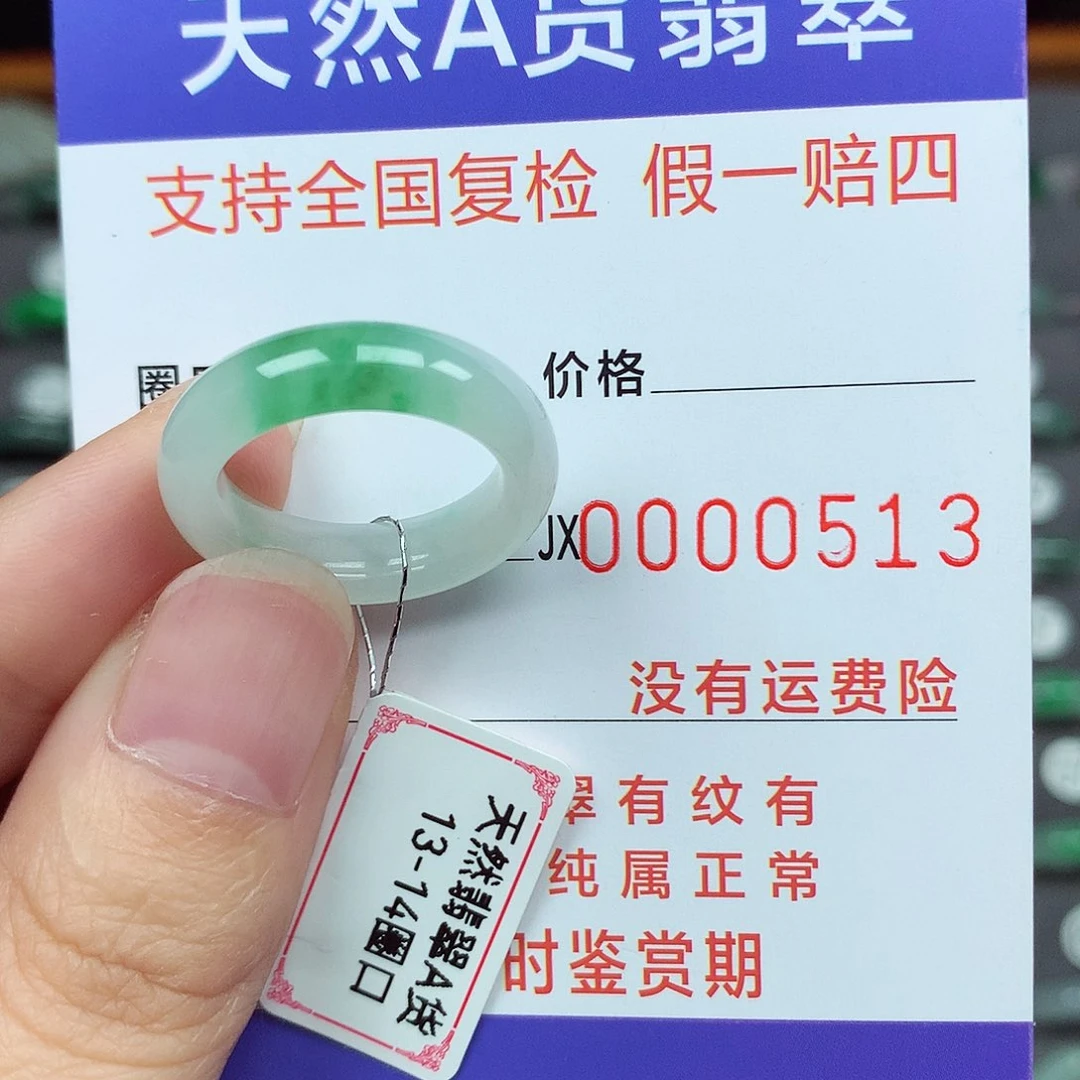 天然A货翡翠
支持全国复检 假一赔四
圈
价格
JX0000513
没有运费险
翠有纹有
纯属正常
时鉴赏期
天然翡翠A货
13-14圈口